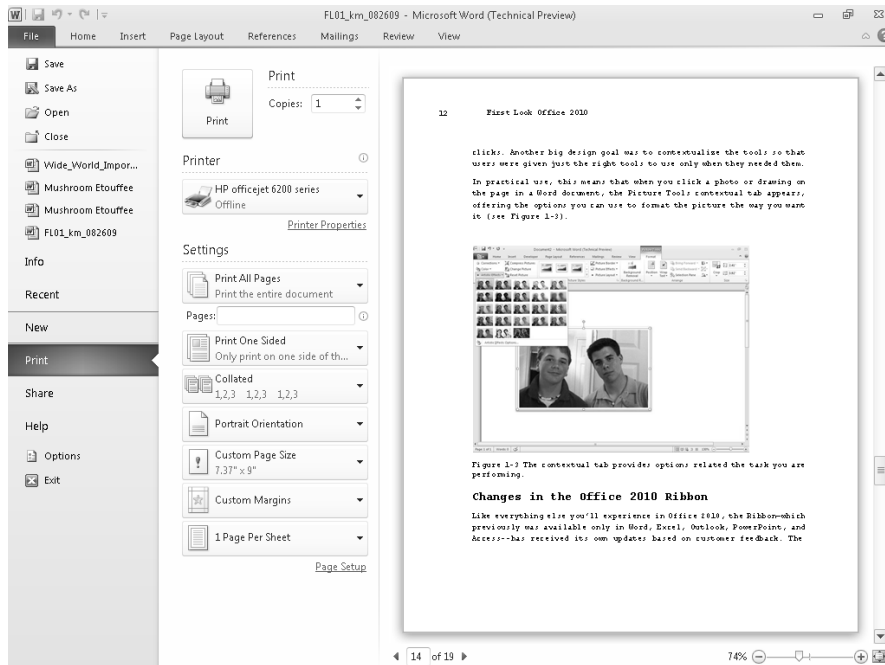 FL01_km_082609 - Microsoft Word (Technical Preview)
File Home Insert Page Layout References Mailings Review View
Save
Save As
Open
Close
Wide_World_Impor...
Mushroom Etouffee
Mushroom Etouffee
FL01_km_082609
Info
Recent
New
Print
Share
Help
Options
Exit
Print
Print
Copies: 1
Printer
HP officejet 6200 series
Offline
Printer Properties
Settings
Print All Pages
Print the entire document
Pages:
Print One Sided
Only print on one side of th...
Collated
1,2,3 1,2,3 1,2,3
Portrait Orientation
Custom Page Size
7.37" x 9"
Custom Margins
1 Page Per Sheet
Page Setup
12 First Look Office 2010
clicks. Another big design goal was to contextualize the tools so that
users were given just the right tools to use only when they needed them.
In practical use, this means that when you click a photo or drawing on
the page in a Word document, the Picture Tools contextual tab appears,
offering the options you can use to format the picture the way you want
it (see Figure 1-3).
Figure 1-3 The contextual tab provides options related the task you are
performing.
Changes in the Office 2010 Ribbon
Like everything else you'll experience in Office 2010, the Ribbon—which
previously was available only in Word, Excel, Outlook, PowerPoint, and
Access--has received its own updates based on customer feedback. The
14 of 19
74%